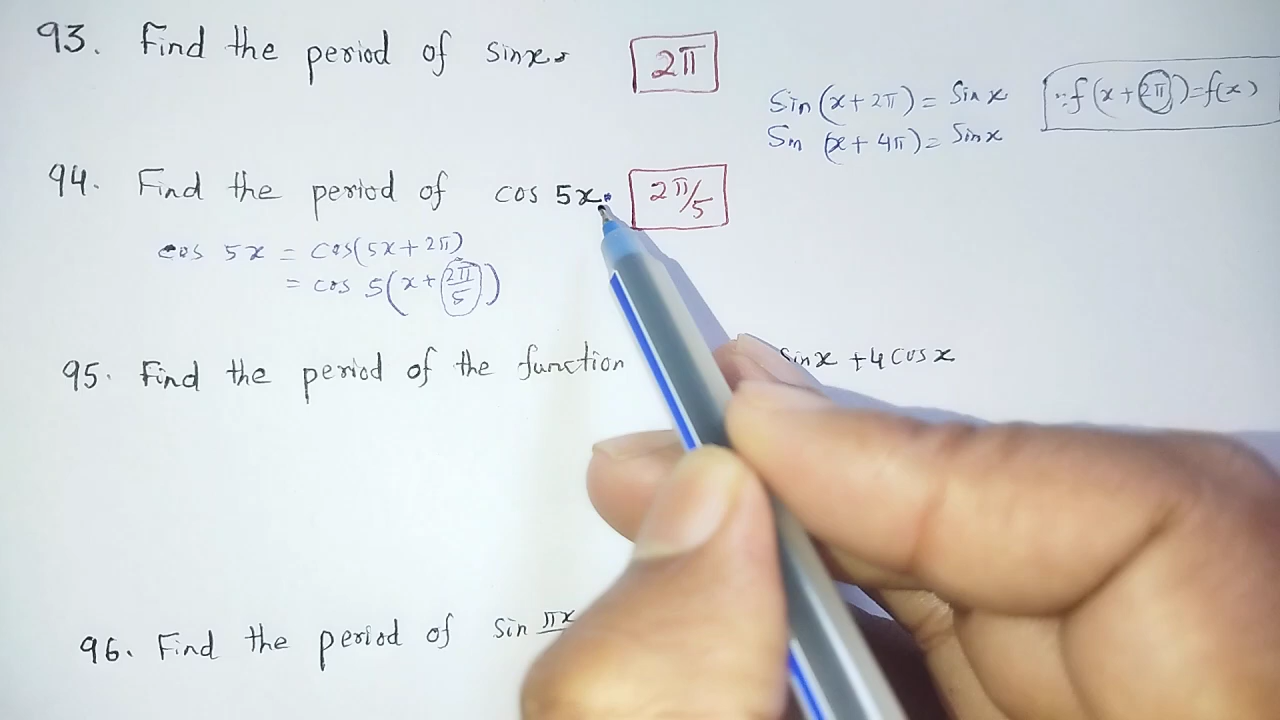 93. Find the period of sinx. 2π
Sin (x+2π) = Sin x ∵ f(x+2π)=f(x)
Sin (x+4π) = Sinx
94. Find the period of cos 5x. 2π/5
cos 5x = cos(5x+2π)
= cos 5(x+2π/5)
95. Find the period of the function Sinx +4 cosx
96. Find the period of Sin πx